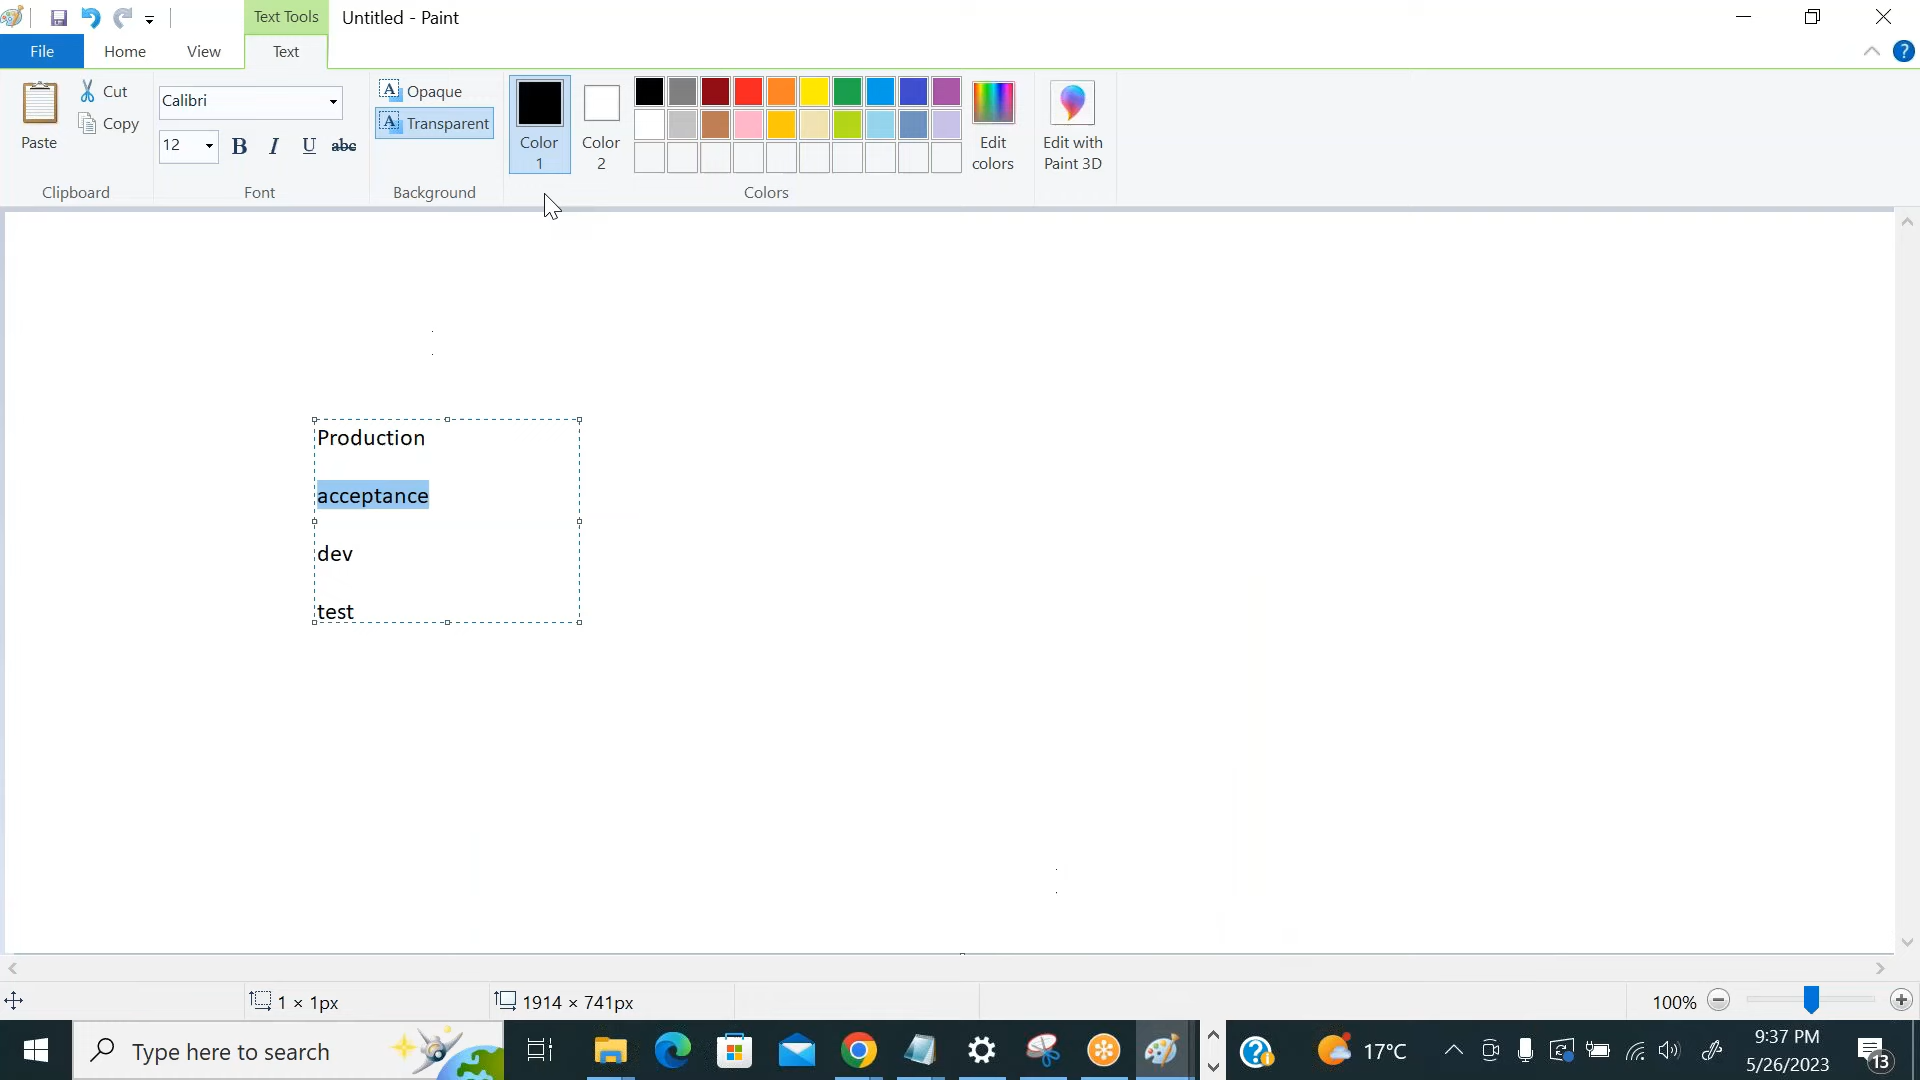 Text Tools
Untitled - Paint
File
Home
View
Text
?
Paste
Cut
Copy
Clipboard
Calibri
12
B
I
U
abc
Font
A Opaque
A Transparent
Background
Color
1
Color
2
Colors
Edit
colors
Edit with
Paint 3D
Production
acceptance
dev
test
1 × 1px
1914 × 741px
100%
Type here to search
17°C
9:37 PM
5/26/2023
13